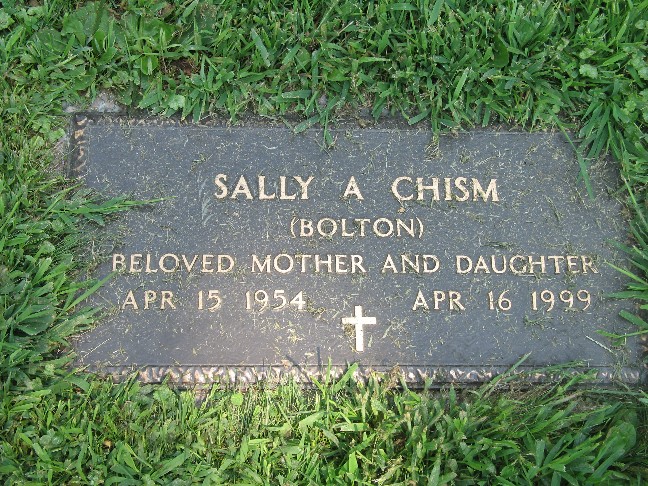 SALLY A CHISM
(BOLTON)
BELOVED MOTHER AND DAUGHTER
APR 15 1954 APR 16 1999